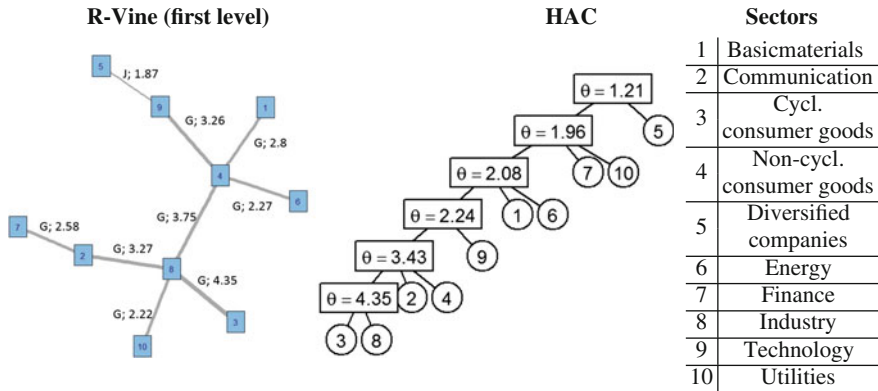 R-Vine (first level)
HAC
Sectors
5
J; 1.87
9
1
G; 3.26
G; 2.8
4
G; 2.27
6
G; 3.75
7
G; 2.58
2
G; 3.27
8
G; 4.35
3
G; 2.22
10
θ = 1.21
5
θ = 1.96
7
10
θ = 2.08
1
6
θ = 2.24
9
θ = 3.43
2
4
θ = 4.35
3
8
1 Basicmaterials
2 Communication
3 Cycl.
consumer goods
4 Non-cycl.
consumer goods
5 Diversified
companies
6 Energy
7 Finance
8 Industry
9 Technology
10 Utilities